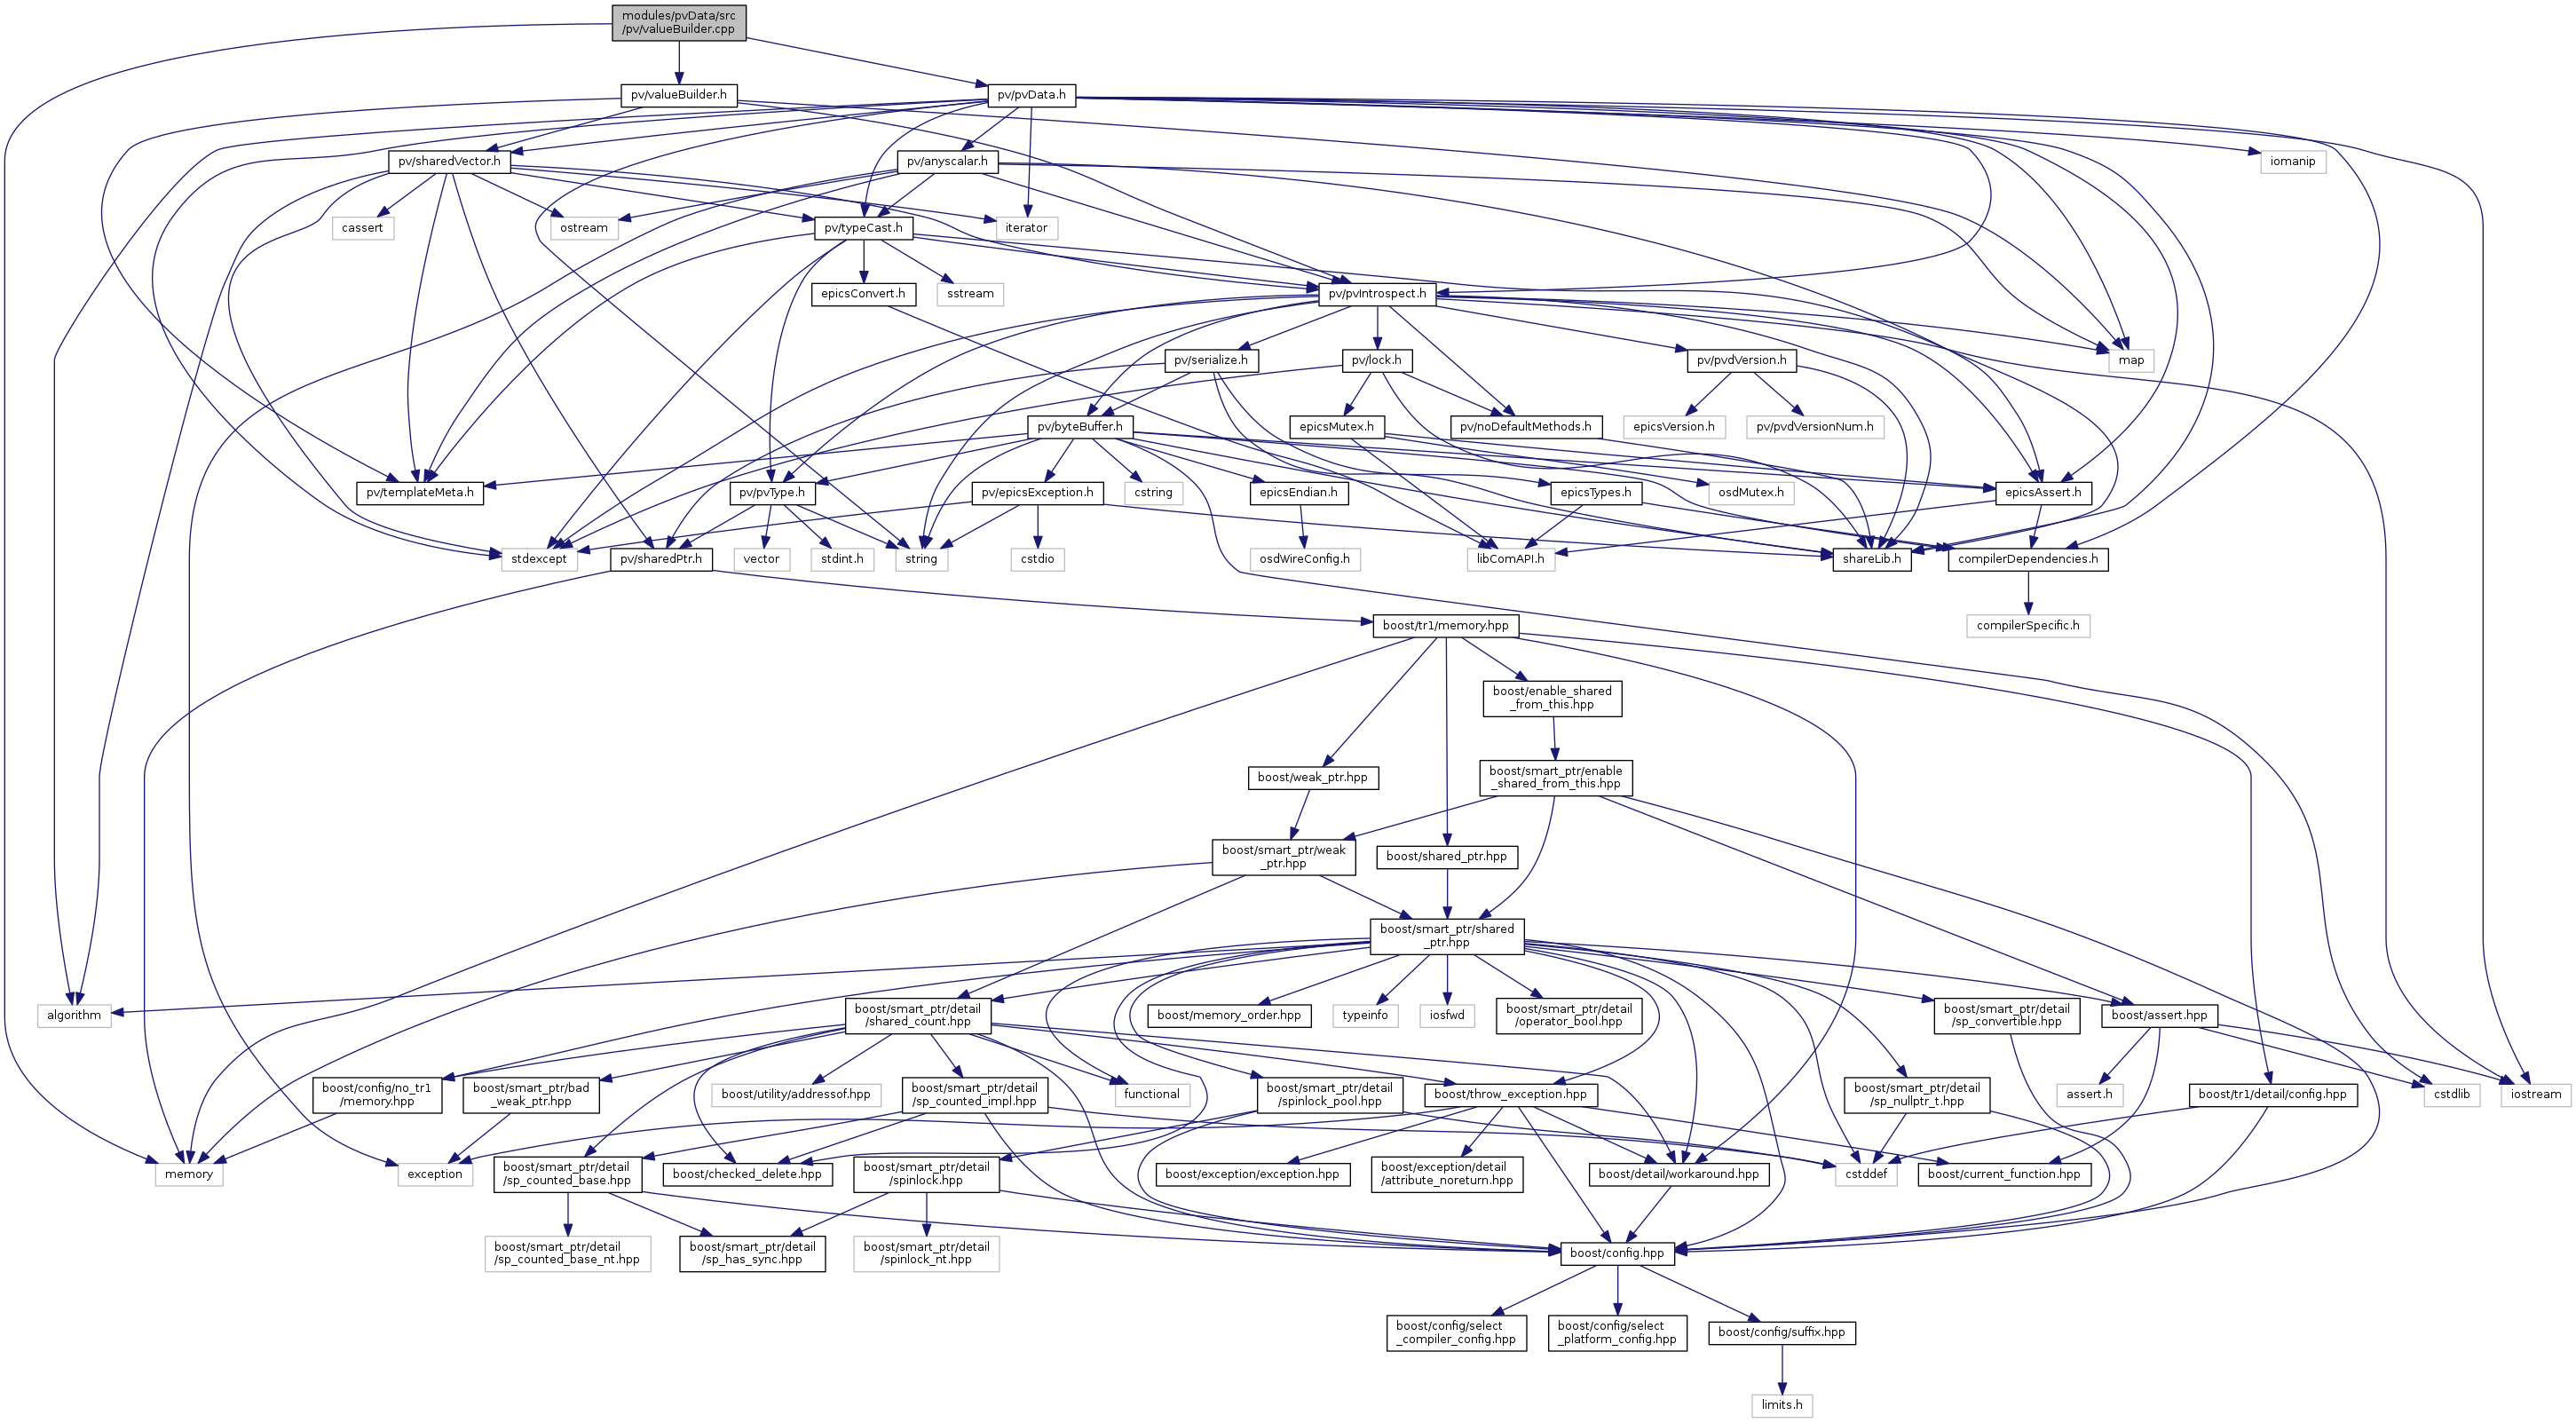 modules/pvData/src
/pv/valueBuilder.cpp
pv/valueBuilder.h
pv/pvData.h
pv/sharedVector.h
pv/anyscalar.h
iomanip
cassert
ostream
pv/typeCast.h
iterator
epicsConvert.h
sstream
pv/pvIntrospect.h
pv/serialize.h
pv/lock.h
pv/pvdVersion.h
map
pv/byteBuffer.h
epicsMutex.h
pv/noDefaultMethods.h
epicsVersion.h
pv/pvdVersionNum.h
pv/templateMeta.h
pv/pvType.h
pv/epicsException.h
cstring
epicsEndian.h
epicsTypes.h
osdMutex.h
epicsAssert.h
stdexcept
pv/sharedPtr.h
vector
stdint.h
string
cstdio
osdWireConfig.h
libComAPI.h
shareLib.h
compilerDependencies.h
boost/tr1/memory.hpp
compilerSpecific.h
boost/enable_shared
_from_this.hpp
boost/weak_ptr.hpp
boost/smart_ptr/enable
_shared_from_this.hpp
boost/smart_ptr/weak
_ptr.hpp
boost/shared_ptr.hpp
boost/smart_ptr/shared
_ptr.hpp
algorithm
boost/smart_ptr/detail
/shared_count.hpp
boost/memory_order.hpp
typeinfo
iosfwd
boost/smart_ptr/detail
/operator_bool.hpp
boost/smart_ptr/detail
/sp_convertible.hpp
boost/assert.hpp
boost/config/no_tr1
/memory.hpp
boost/smart_ptr/bad
_weak_ptr.hpp
boost/utility/addressof.hpp
boost/smart_ptr/detail
/sp_counted_impl.hpp
functional
boost/smart_ptr/detail
/spinlock_pool.hpp
boost/throw_exception.hpp
boost/smart_ptr/detail
/sp_nullptr_t.hpp
assert.h
boost/tr1/detail/config.hpp
cstdlib
iostream
memory
exception
boost/smart_ptr/detail
/sp_counted_base.hpp
boost/checked_delete.hpp
boost/smart_ptr/detail
/spinlock.hpp
boost/exception/exception.hpp
boost/exception/detail
/attribute_noreturn.hpp
boost/detail/workaround.hpp
cstddef
boost/current_function.hpp
boost/smart_ptr/detail
/sp_counted_base_nt.hpp
boost/smart_ptr/detail
/sp_has_sync.hpp
boost/smart_ptr/detail
/spinlock_nt.hpp
boost/config.hpp
boost/config/select
_compiler_config.hpp
boost/config/select
_platform_config.hpp
boost/config/suffix.hpp
limits.h